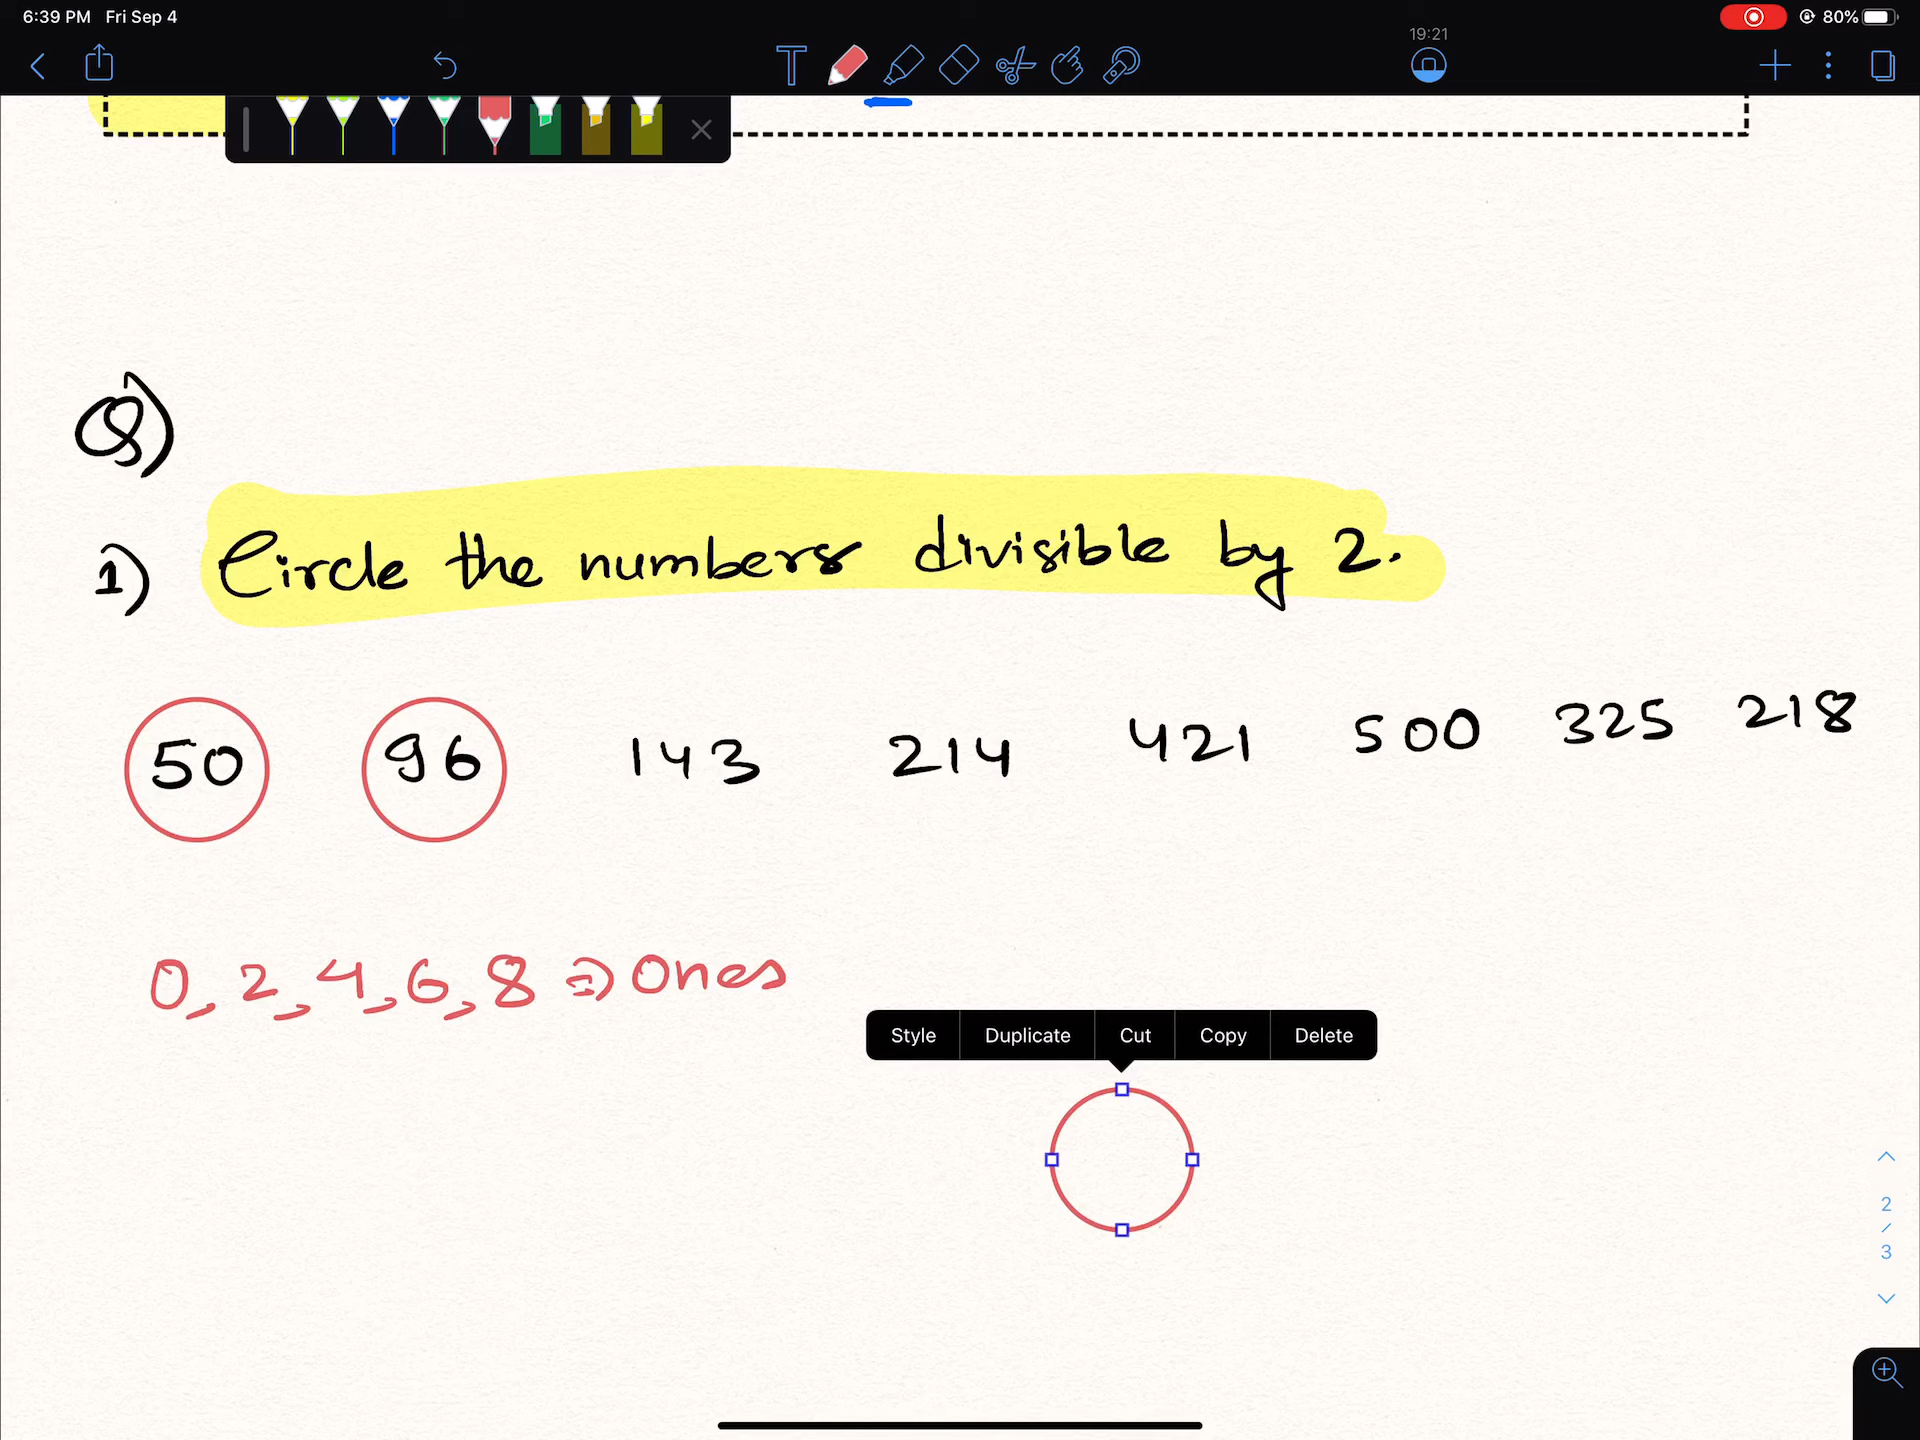 6:39 PM Fri Sep 4
80%
19:21
T
Q)
1) Circle the numbers divisible by 2.
50 96 143 214 421 500 325 218
0, 2, 4, 6, 8 => Ones
Style Duplicate Cut Copy Delete
2
/
3